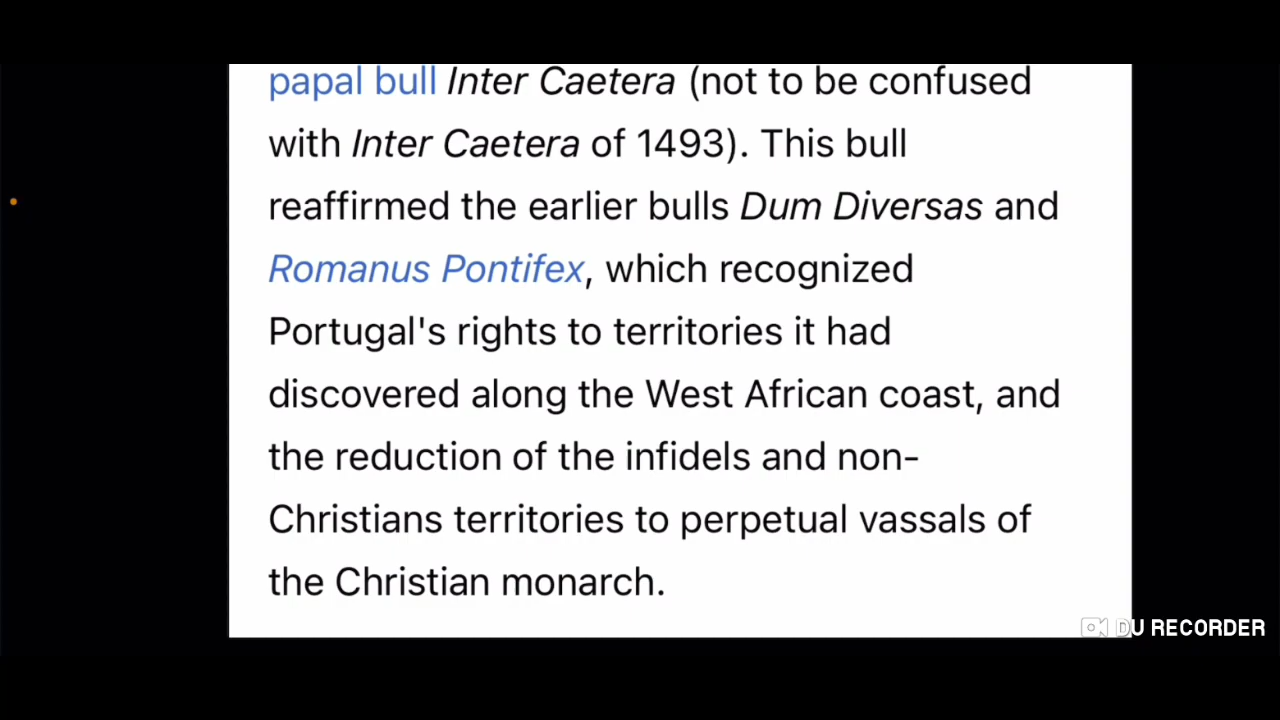 papal bull Inter Caetera (not to be confused
with Inter Caetera of 1493). This bull
reaffirmed the earlier bulls Dum Diversas and
Romanus Pontifex, which recognized
Portugal's rights to territories it had
discovered along the West African coast, and
the reduction of the infidels and non-
Christians territories to perpetual vassals of
the Christian monarch.
DU RECORDER